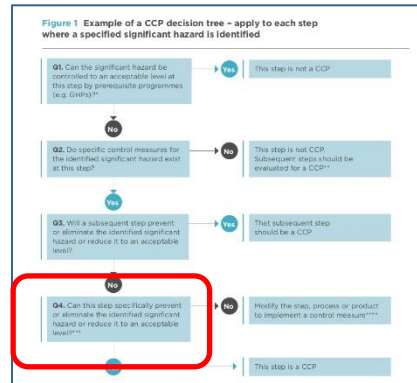 Figure 1 Example of a CCP decision tree – apply to each step
where a specified significant hazard is identified
Q1. Can the significant hazard be
controlled to an acceptable level at
this step by prerequisite programmes
(e.g. GHPs)?*
Yes
This step is not a CCP
No
Q2. Do specific control measures for
the identified significant hazard exist
at this step?
No
This step is not CCP.
Subsequent steps should be
evaluated for a CCP**
Yes
Q3. Will a subsequent step prevent
or eliminate the identified significant
hazard or reduce it to an acceptable
level?
Yes
That subsequent step
should be a CCP
No
Q4. Can this step specifically prevent
or eliminate the identified significant
hazard or reduce it to an acceptable
level?***
No
Modify the step, process or product
to implement a control measure****
This step is a CCP